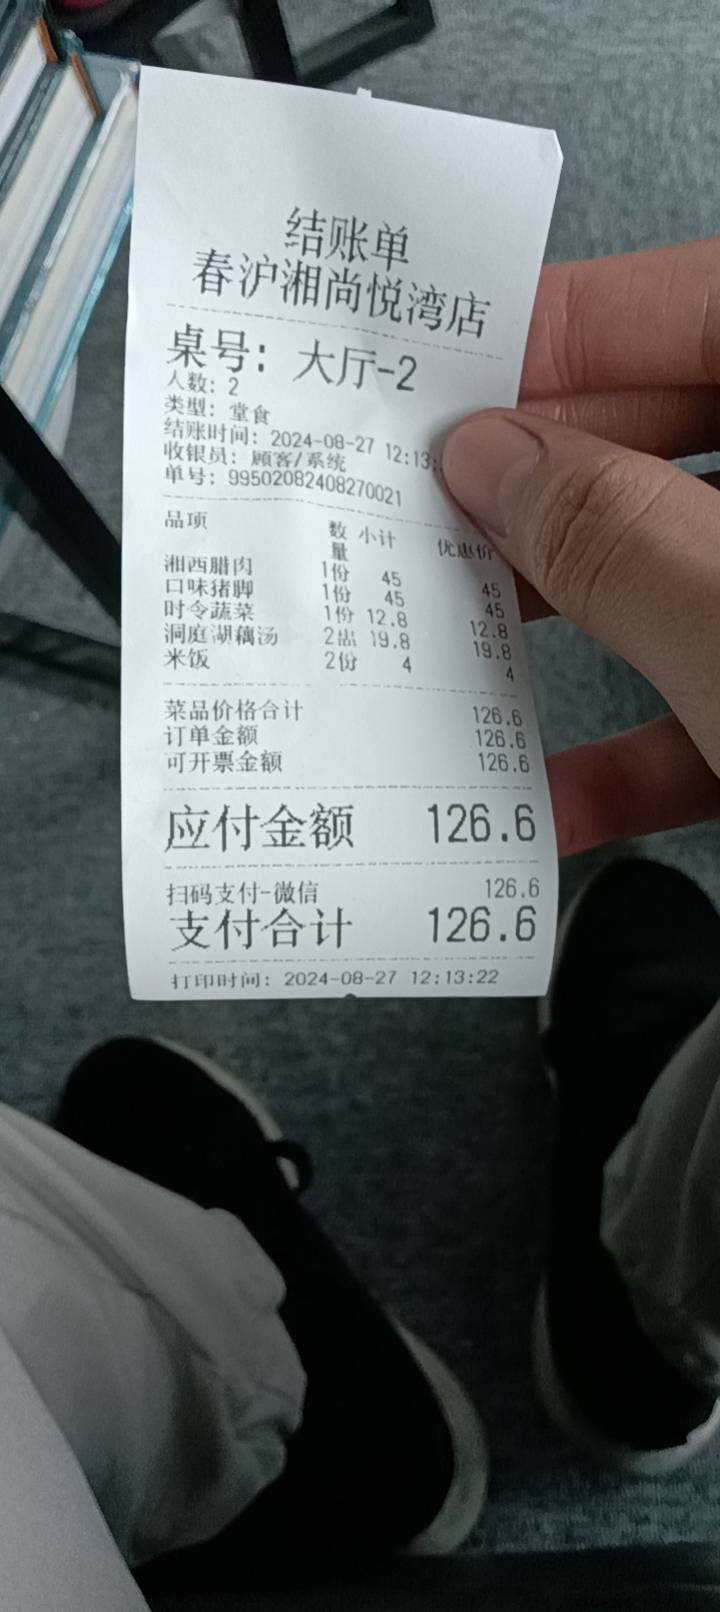 结账单
春沪湘尚悦湾店
桌号: 大厅-2
人数: 2
类型: 堂食
结账时间: 2024-08-27 12:13:
收银员: 顾客/系统
单号: 99502082408270021
品项 数量 小计 优惠价
湘西腊肉 1份 45 45
口味猪脚 1份 45 45
时令蔬菜 1份 12.8 12.8
洞庭湖藕汤 2 19.8 19.8
米饭 2份 4 4
菜品价格合计 126.6
订单金额 126.6
可开票金额 126.6
应付金额 126.6
扫码支付-微信 126.6
支付合计 126.6
打印时间: 2024-08-27 12:13:22